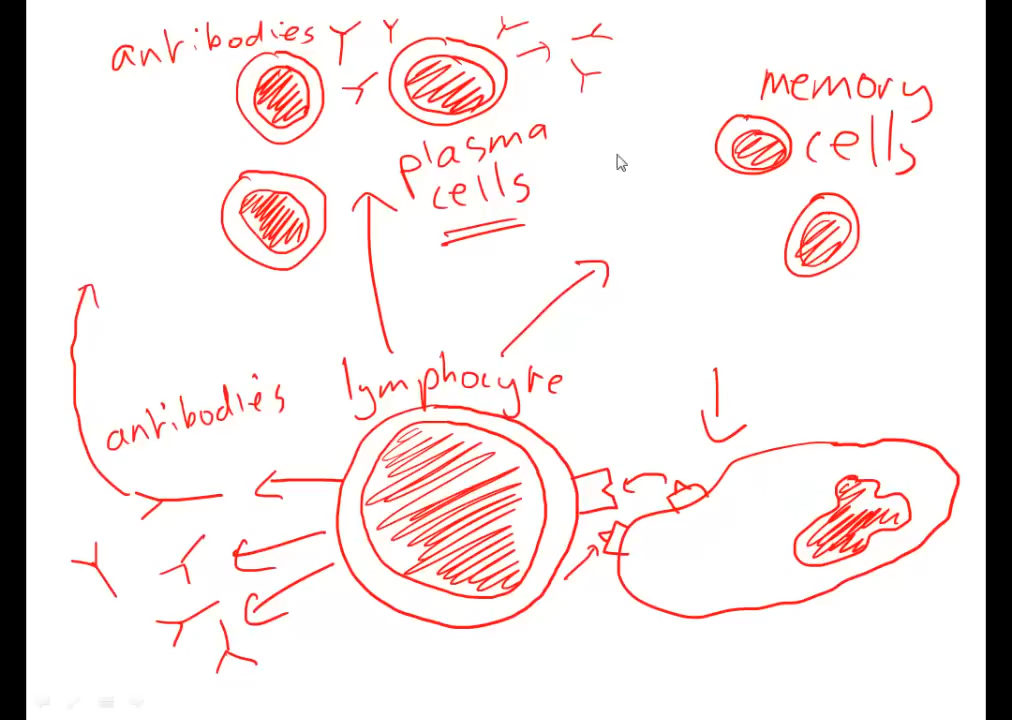 antibodies
plasma
cells
memory
cells
lymphocyte
antibodies